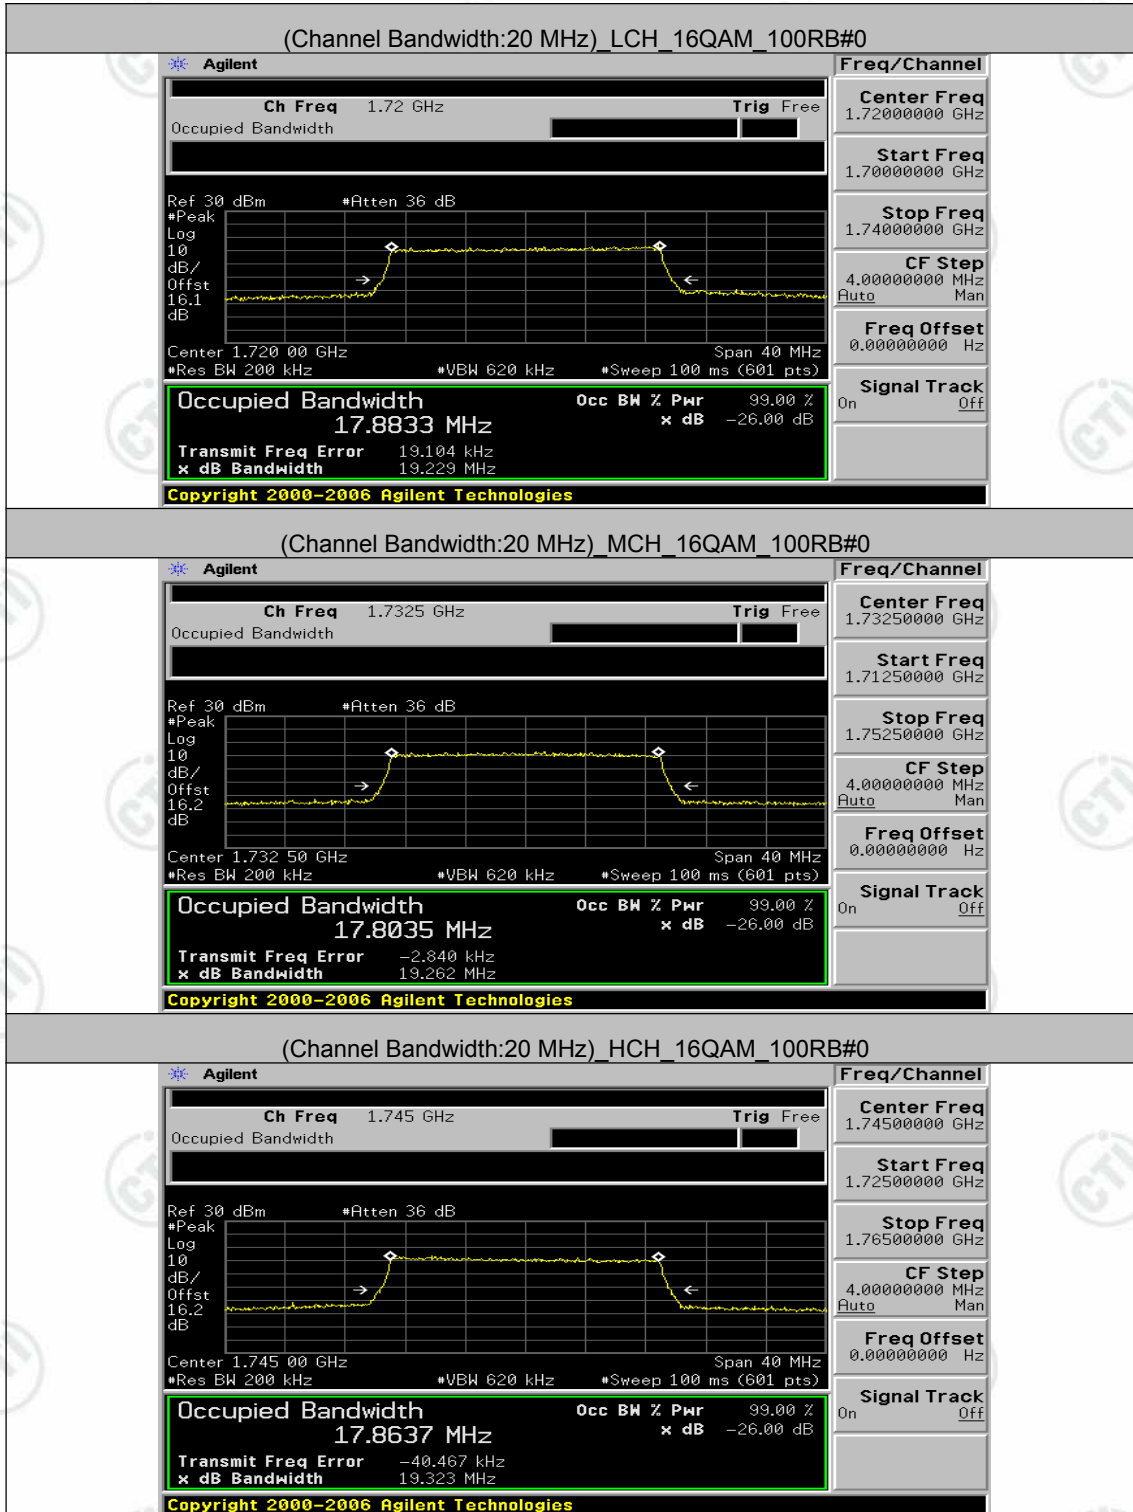 (Channel Bandwidth:20 MHz)_LCH_16QAM_100RB#0
Agilent
Freq/Channel
Ch Freq 1.72 GHz Trig Free
Occupied Bandwidth
Center Freq
1.72000000 GHz
Start Freq
1.70000000 GHz
Stop Freq
1.74000000 GHz
CF Step
4.00000000 MHz
Auto Man
Freq Offset
0.00000000 Hz
Signal Track
On Off
Ref 30 dBm #Atten 36 dB
#Peak
Log
10
dB/
Offst
16.1
dB
Center 1.720 00 GHz Span 40 MHz
#Res BW 200 kHz #VBW 620 kHz #Sweep 100 ms (601 pts)
Occupied Bandwidth Occ BW % Pwr 99.00 %
17.8833 MHz x dB -26.00 dB
Transmit Freq Error 19.104 kHz
x dB Bandwidth 19.229 MHz
Copyright 2000-2006 Agilent Technologies
(Channel Bandwidth:20 MHz)_MCH_16QAM_100RB#0
Agilent
Freq/Channel
Ch Freq 1.7325 GHz Trig Free
Occupied Bandwidth
Center Freq
1.73250000 GHz
Start Freq
1.71250000 GHz
Stop Freq
1.75250000 GHz
CF Step
4.00000000 MHz
Auto Man
Freq Offset
0.00000000 Hz
Signal Track
On Off
Ref 30 dBm #Atten 36 dB
#Peak
Log
10
dB/
Offst
16.2
dB
Center 1.732 50 GHz Span 40 MHz
#Res BW 200 kHz #VBW 620 kHz #Sweep 100 ms (601 pts)
Occupied Bandwidth Occ BW % Pwr 99.00 %
17.8035 MHz x dB -26.00 dB
Transmit Freq Error -2.840 kHz
x dB Bandwidth 19.262 MHz
Copyright 2000-2006 Agilent Technologies
(Channel Bandwidth:20 MHz)_HCH_16QAM_100RB#0
Agilent
Freq/Channel
Ch Freq 1.745 GHz Trig Free
Occupied Bandwidth
Center Freq
1.74500000 GHz
Start Freq
1.72500000 GHz
Stop Freq
1.76500000 GHz
CF Step
4.00000000 MHz
Auto Man
Freq Offset
0.00000000 Hz
Signal Track
On Off
Ref 30 dBm #Atten 36 dB
#Peak
Log
10
dB/
Offst
16.2
dB
Center 1.745 00 GHz Span 40 MHz
#Res BW 200 kHz #VBW 620 kHz #Sweep 100 ms (601 pts)
Occupied Bandwidth Occ BW % Pwr 99.00 %
17.8637 MHz x dB -26.00 dB
Transmit Freq Error -40.467 kHz
x dB Bandwidth 19.323 MHz
Copyright 2000-2006 Agilent Technologies
CTI